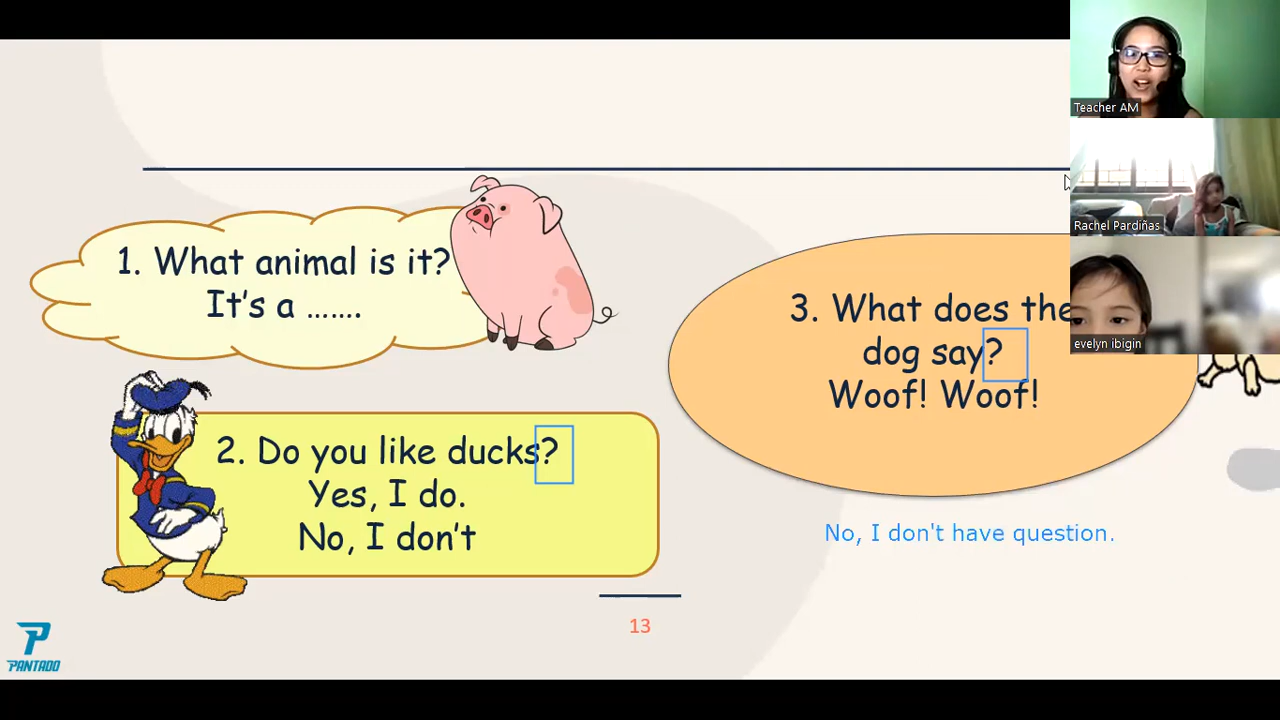 1. What animal is it?
It's a .......
2. Do you like ducks?
Yes, I do.
No, I don't
3. What does the
dog say?
Woof! Woof!
No, I don't have question.
13
PANTADO
Teacher AM
Rachel Pardiñas
evelyn ibigin